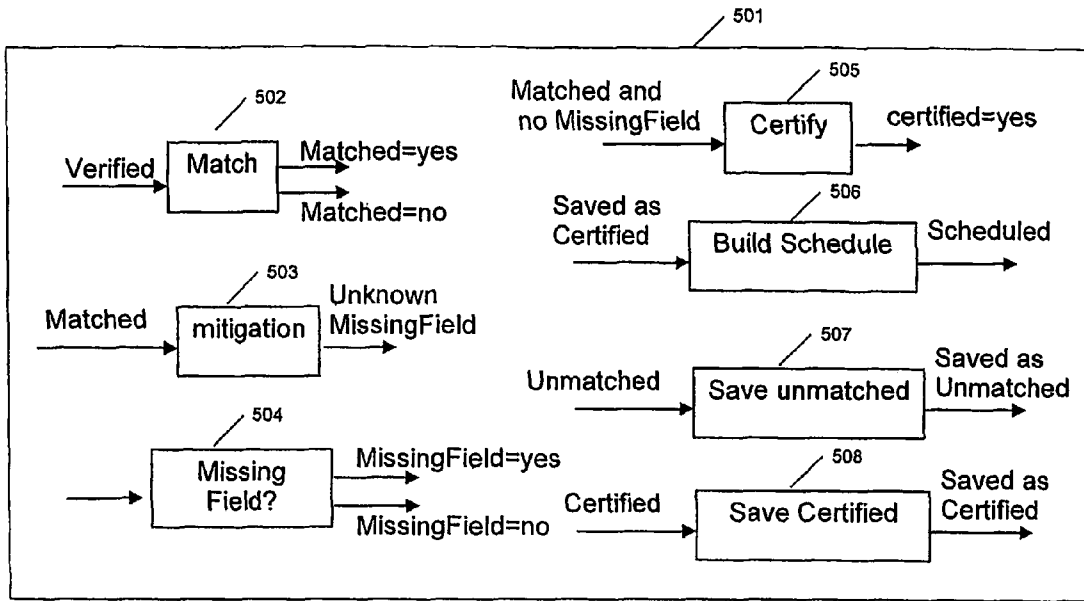 501
502
Verified
Match
Matched=yes
Matched=no
503
Matched
mitigation
Unknown
MissingField
504
Missing
Field?
MissingField=yes
MissingField=no
505
Matched and
no MissingField
Certify
certified=yes
506
Saved as
Certified
Build Schedule
Scheduled
507
Unmatched
Save unmatched
Saved as
Unmatched
508
Certified
Save Certified
Saved as
Certified